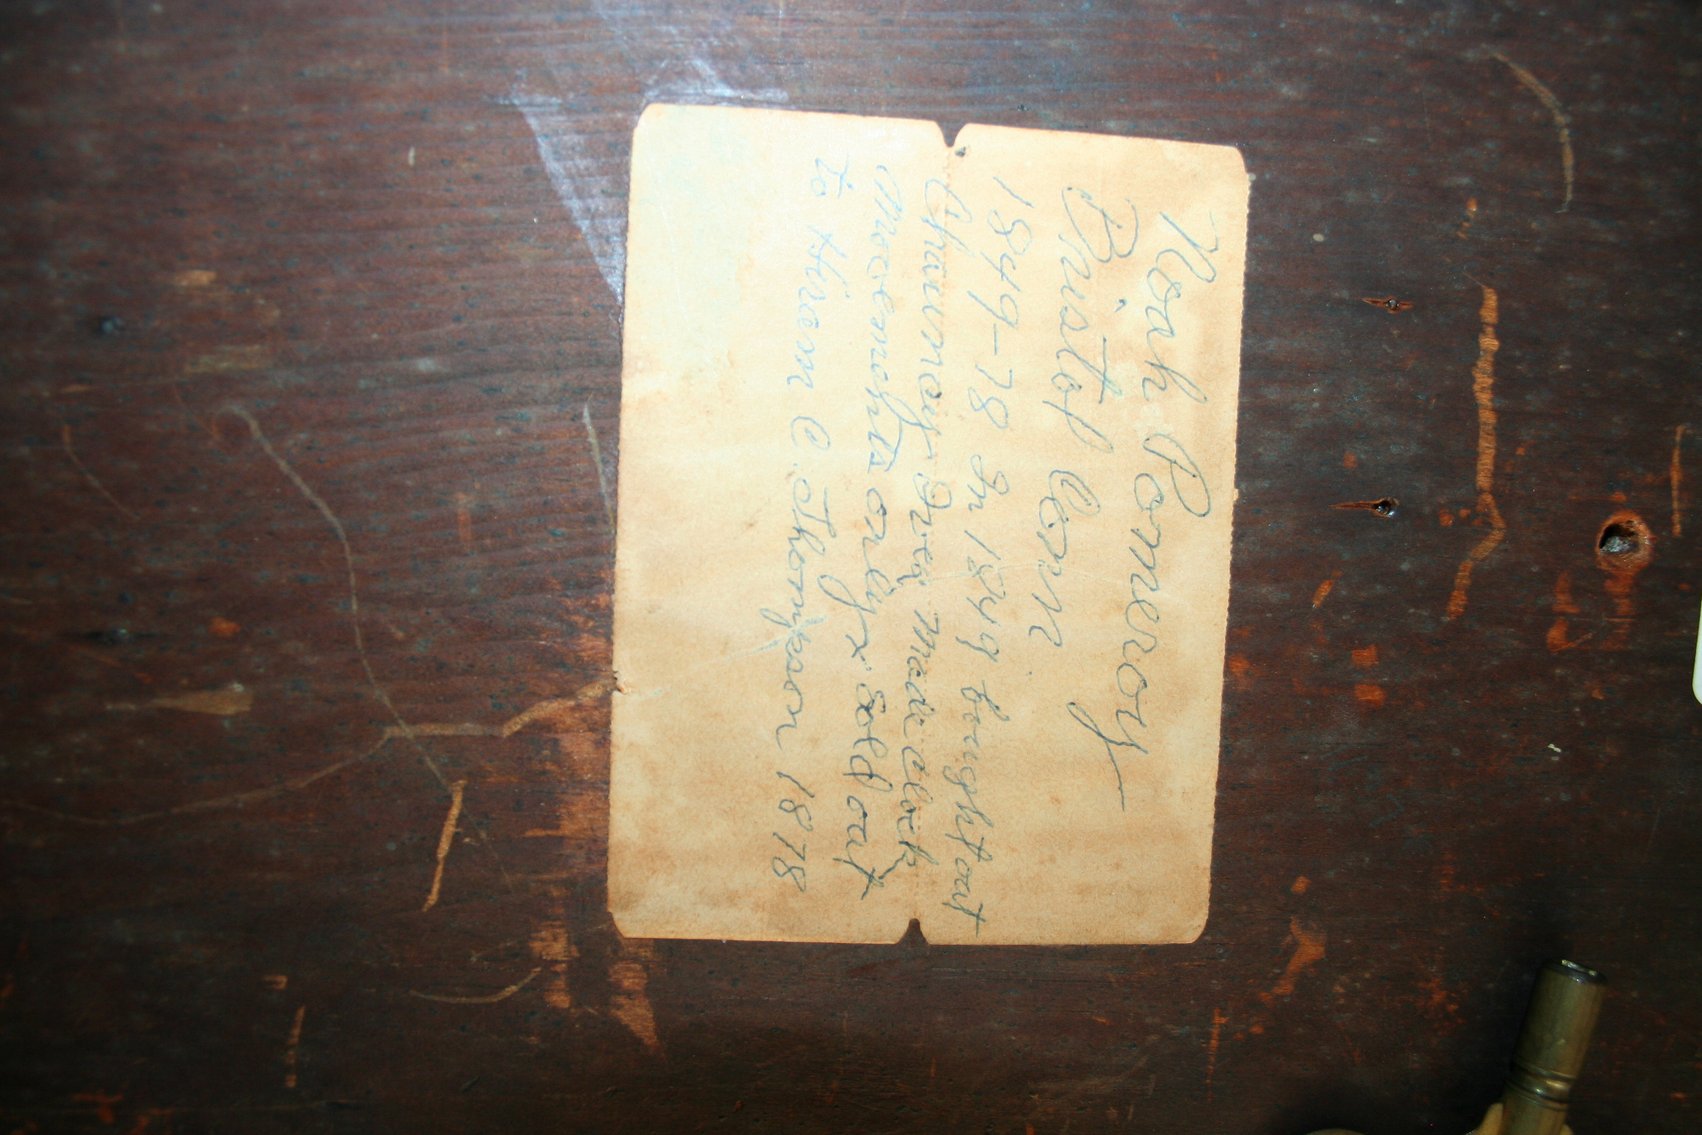 Noah Pomeroy
Bristol Conn.
1849-78 In 1849 bought out
Chauncey Ives, Made clock
movements only & sold out
to Hiram C. Thompson 1878